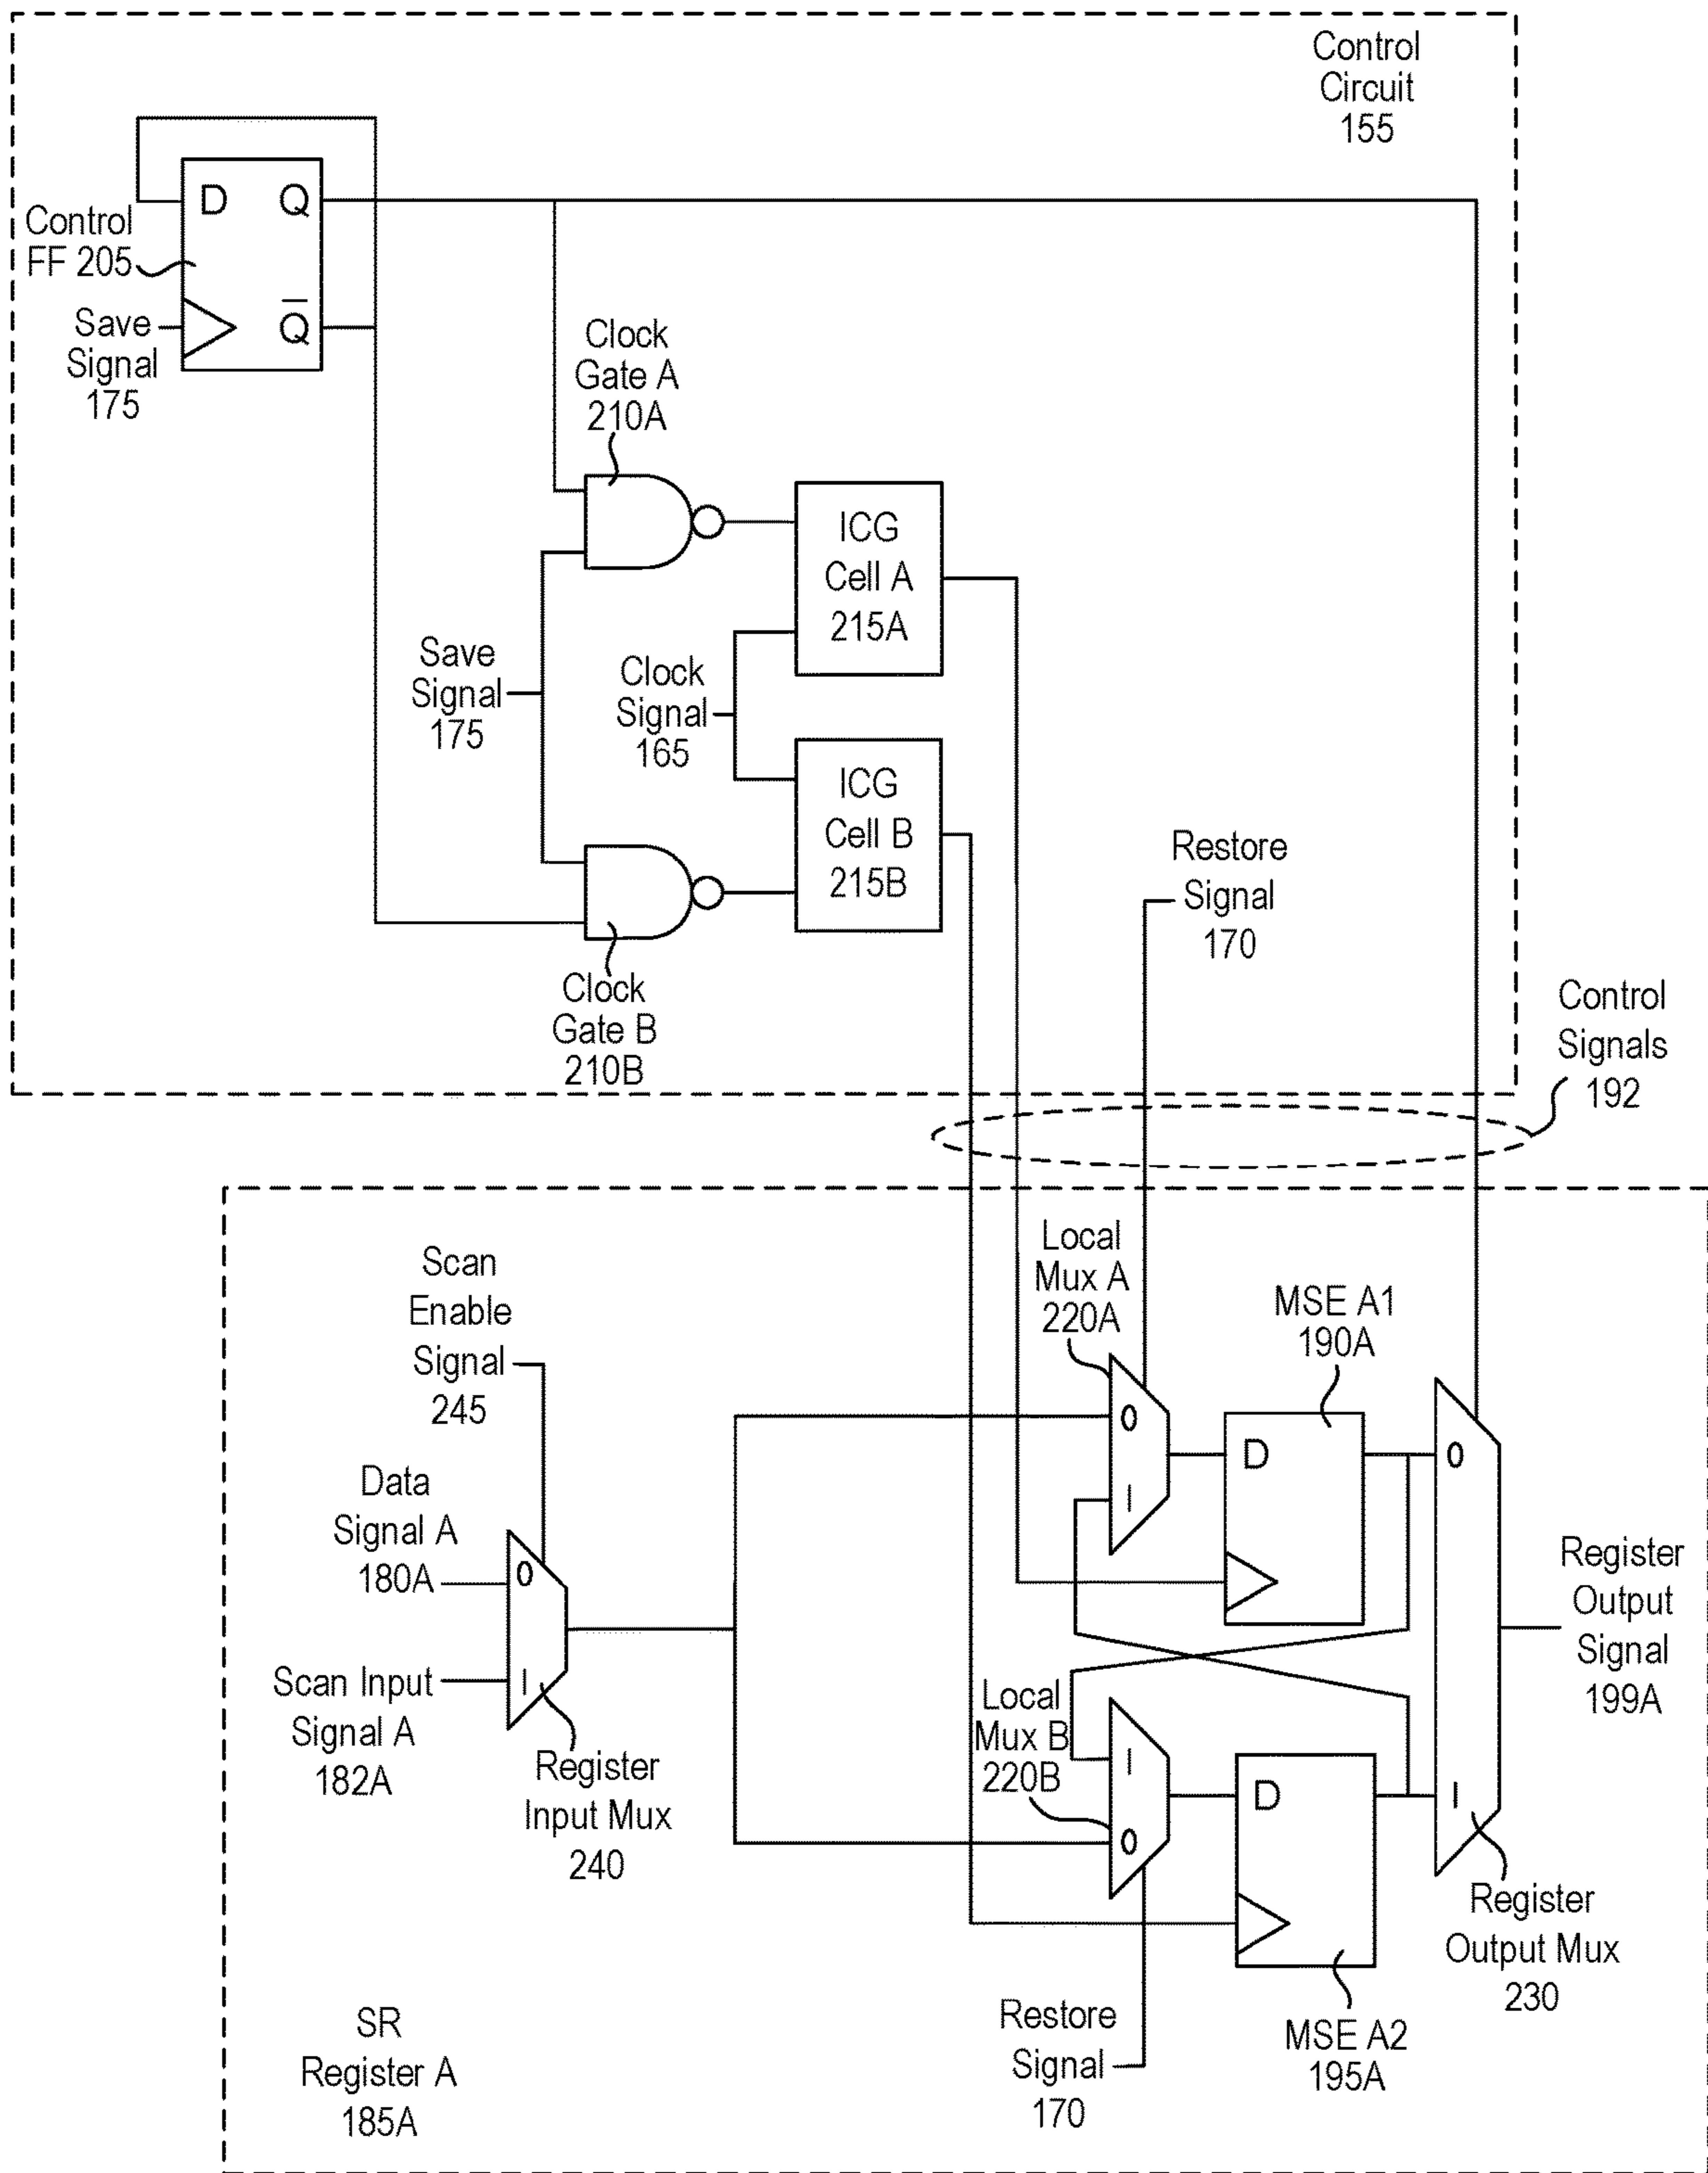 Control
Circuit
155
D
Q
Control
FF 205
Save
Signal
175
Q
Clock
Gate A
210A
ICG
Cell A
215A
Save
Signal
175
Clock
Signal
165
ICG
Cell B
215B
Restore
Signal
170
Clock
Gate B
210B
Control
Signals
192
Local
Mux A
220A
Scan
Enable
Signal
245
MSE A1
190A
0
D
0
I
Data
Signal A
180A
0
Register
Output
Signal
199A
Scan Input
Signal A
182A
I
Local
Mux B
220B
I
D
I
0
Register
Input Mux
240
Register
Output Mux
230
SR
Register A
185A
Restore
Signal
170
MSE A2
195A